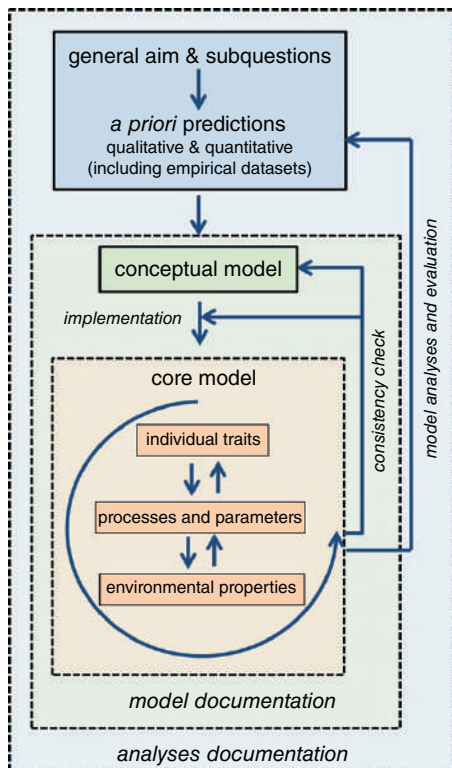 general aim & subquestions
a priori predictions
qualitative & quantitative
(including empirical datasets)
conceptual model
implementation
core model
individual traits
processes and parameters
environmental properties
consistency check
model analyses and evaluation
model documentation
analyses documentation